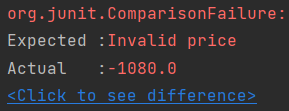 org.junit.ComparisonFailure:
Expected :Invalid price
Actual   :-1080.0
<Click to see difference>